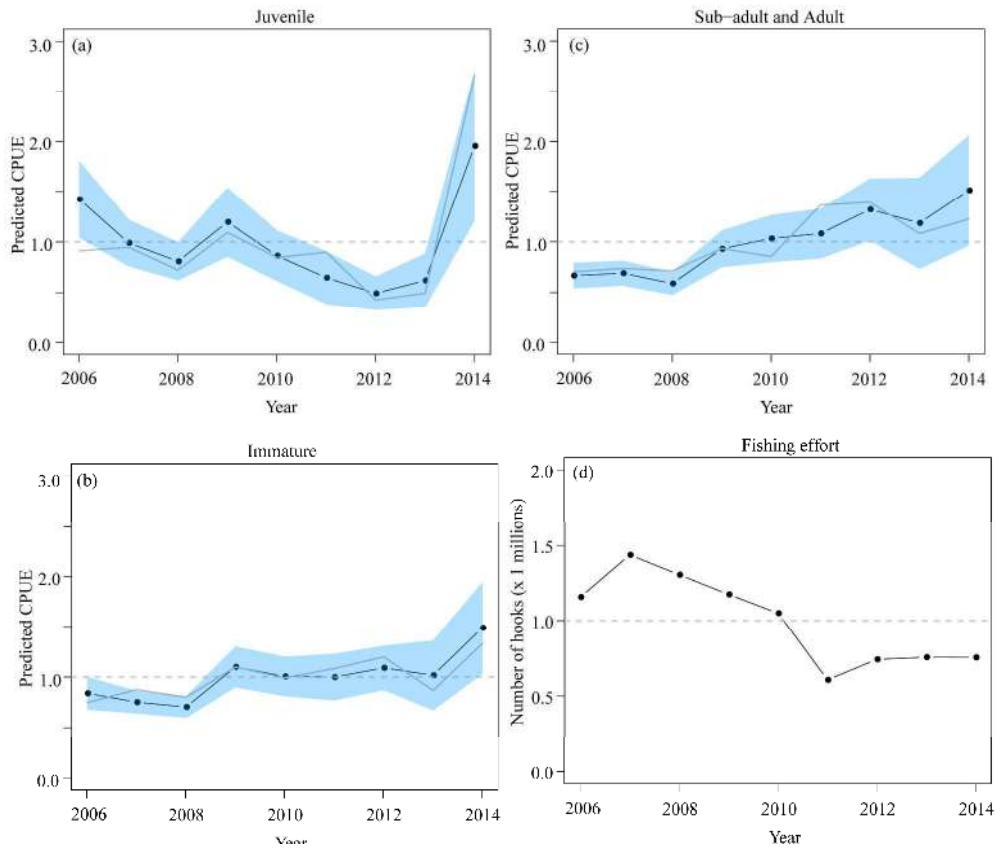 Juvenile
(a)
3.0
2.0
1.0
0.0
Predicted CPUE
2006 2008 2010 2012 2014
Year
Sub-adult and Adult
(c)
3.0
2.0
1.0
0.0
Predicted CPUE
2006 2008 2010 2012 2014
Year
Immature
(b)
3.0
2.0
1.0
0.0
Predicted CPUE
2006 2008 2010 2012 2014
Year
Fishing effort
(d)
2.0
1.5
1.0
0.5
0.0
Number of hooks (x 1 millions)
2006 2008 2010 2012 2014
Year